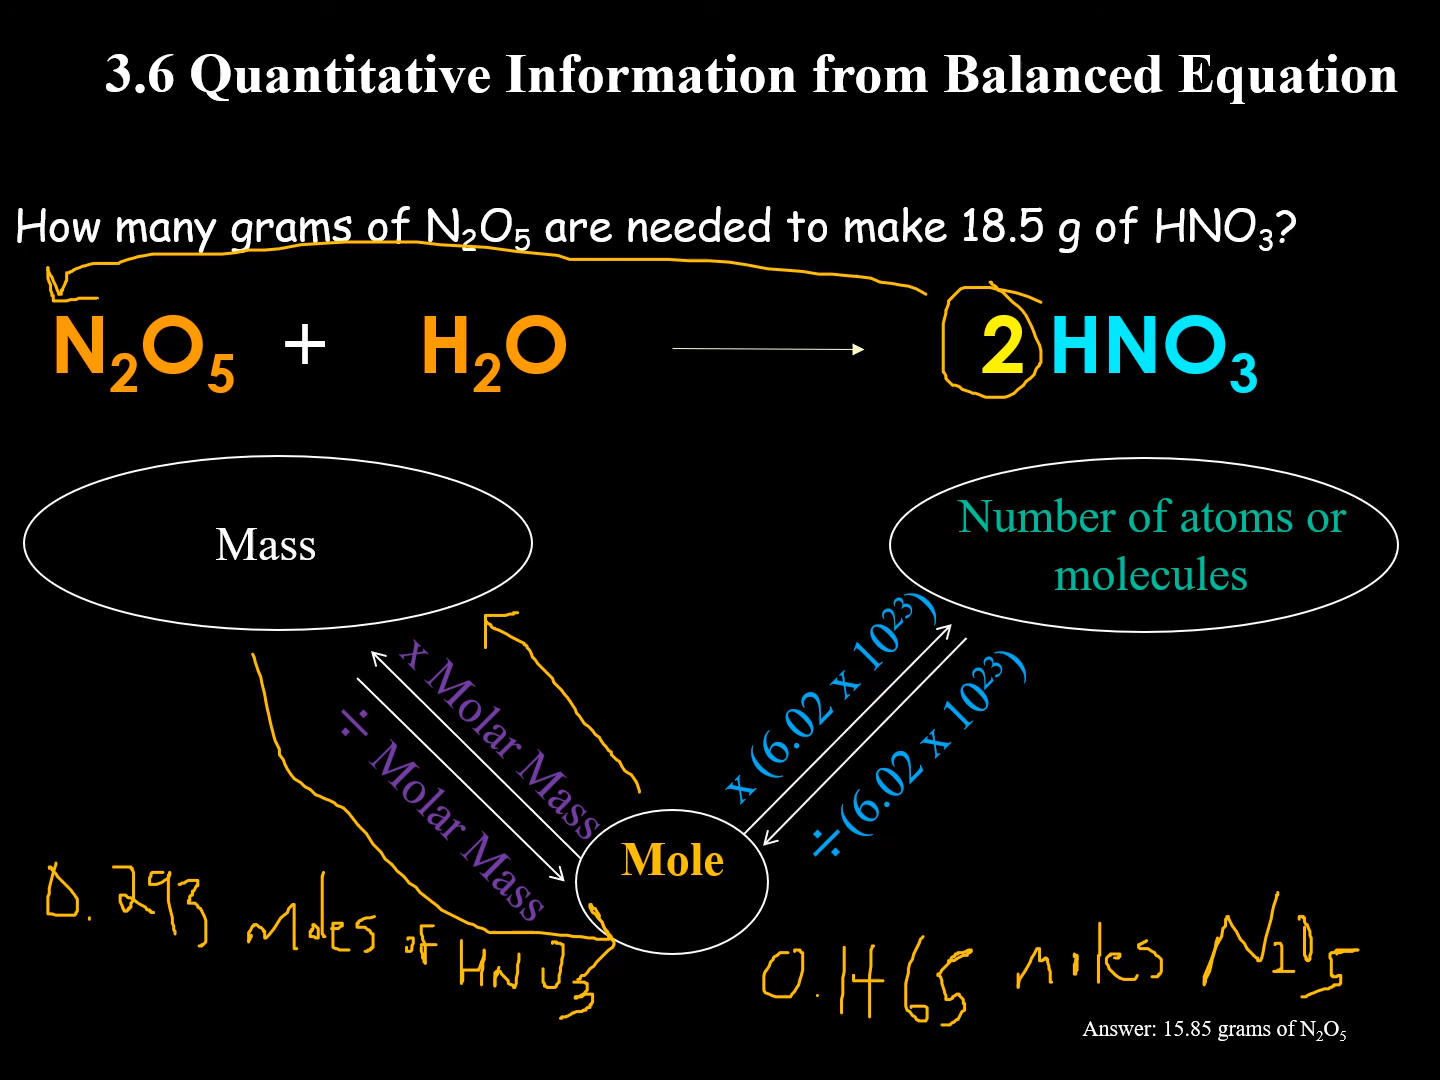 3.6 Quantitative Information from Balanced Equation
How many grams of N₂O₅ are needed to make 18.5 g of HNO₃?
N₂O₅ + H₂O → 2 HNO₃
Mass
Number of atoms or
molecules
x Molar Mass
÷ Molar Mass
x (6.02 x 10²³)
÷ (6.02 x 10²³)
Mole
0.293 moles of HNO₃
0.1465 moles N₂O₅
Answer: 15.85 grams of N₂O₅